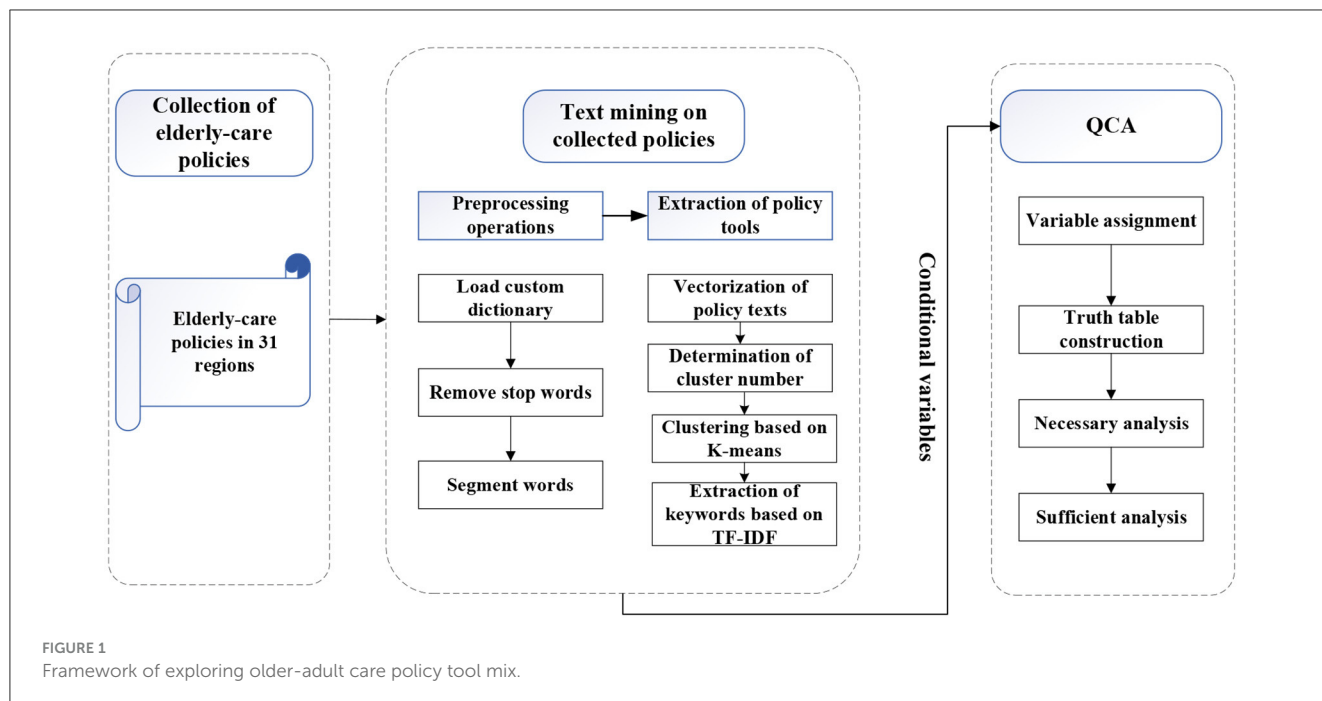 Collection of
elderly-care
policies
Elderly-care
policies in 31
regions
Text mining on
collected policies
Preprocessing
operations
Load custom
dictionary
Remove stop words
Segment words
Extraction of policy
tools
Vectorization of
policy texts
Determination of
cluster number
Clustering based on
K-means
Extraction of
keywords based on
TF-IDF
Conditional variables
QCA
Variable assignment
Truth table
construction
Necessary analysis
Sufficient analysis
FIGURE 1
Framework of exploring older-adult care policy tool mix.